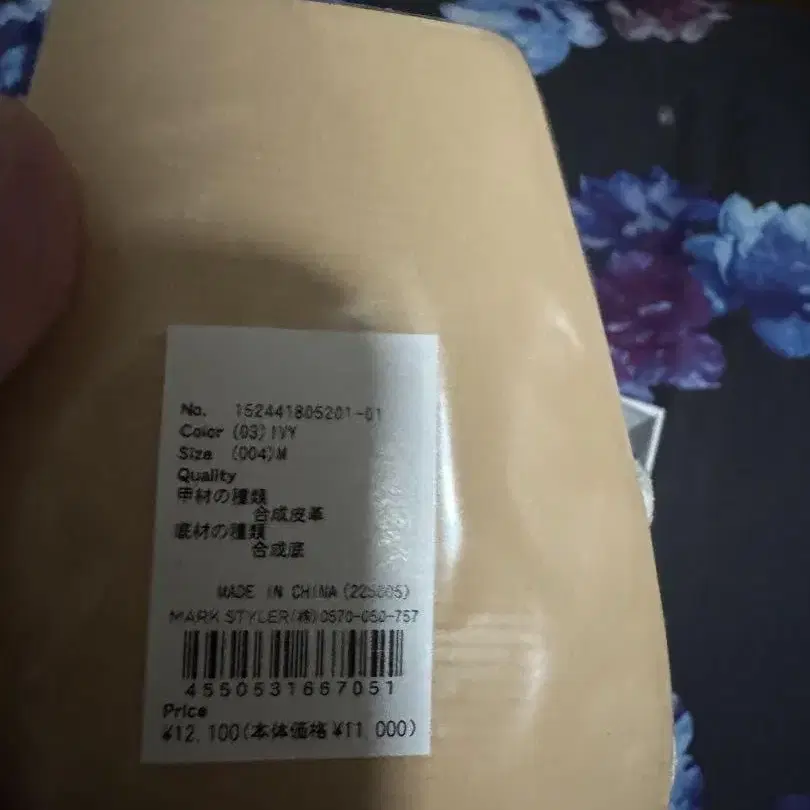 No. 152441805201-01
Color (03)IVY
Size (004)M
Quality
甲材の種類
合成皮革
底材の種類
合成底
MADE IN CHINA
MARK STYLER(株)0570-050-757
4550531667051
Price
¥12,100(本体価格¥11,000)